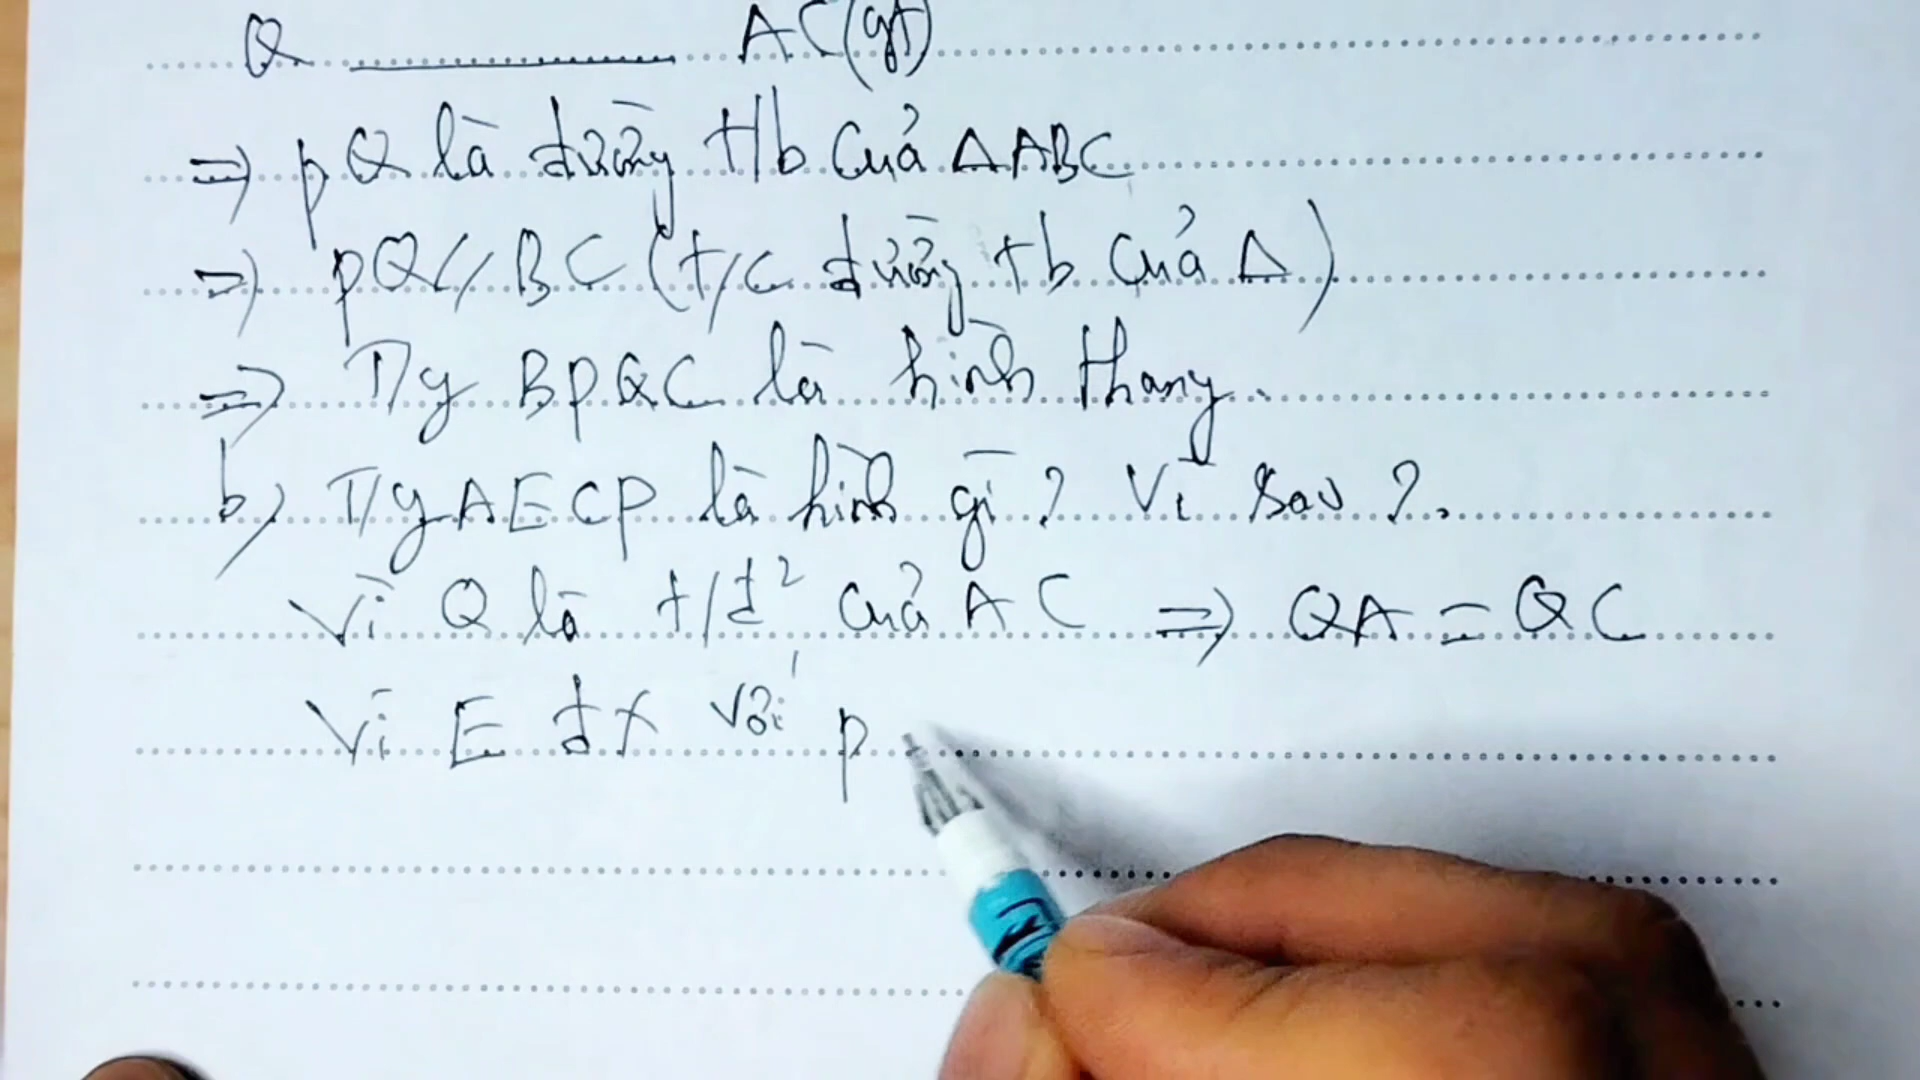 Q ________ AC (gt)
=> pQ là đường t/b của ΔABC
=> pQ // BC (t/c đường tb của Δ)
=> T/g BPQC là hình thang.
b) T/g AECP là hình gì? Vì sao?.
Vì Q là t/đ² của AC => QA = QC
Vì E đx với p